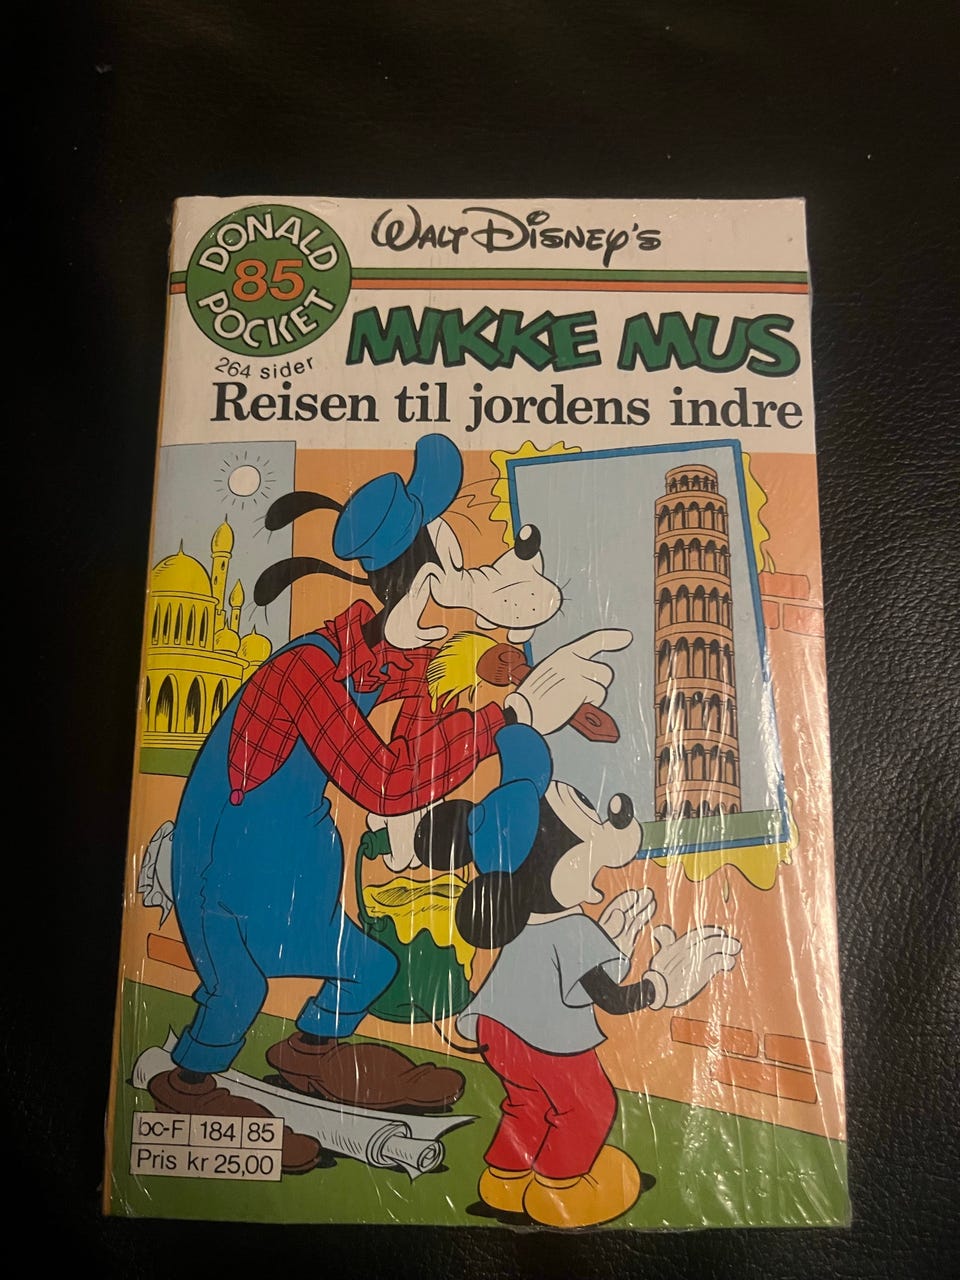 DONALD
85
POCKET
264 sider
WALT DISNEY'S
MIKKE MUS
Reisen til jordens indre
bc-F 184 85
Pris kr 25,00